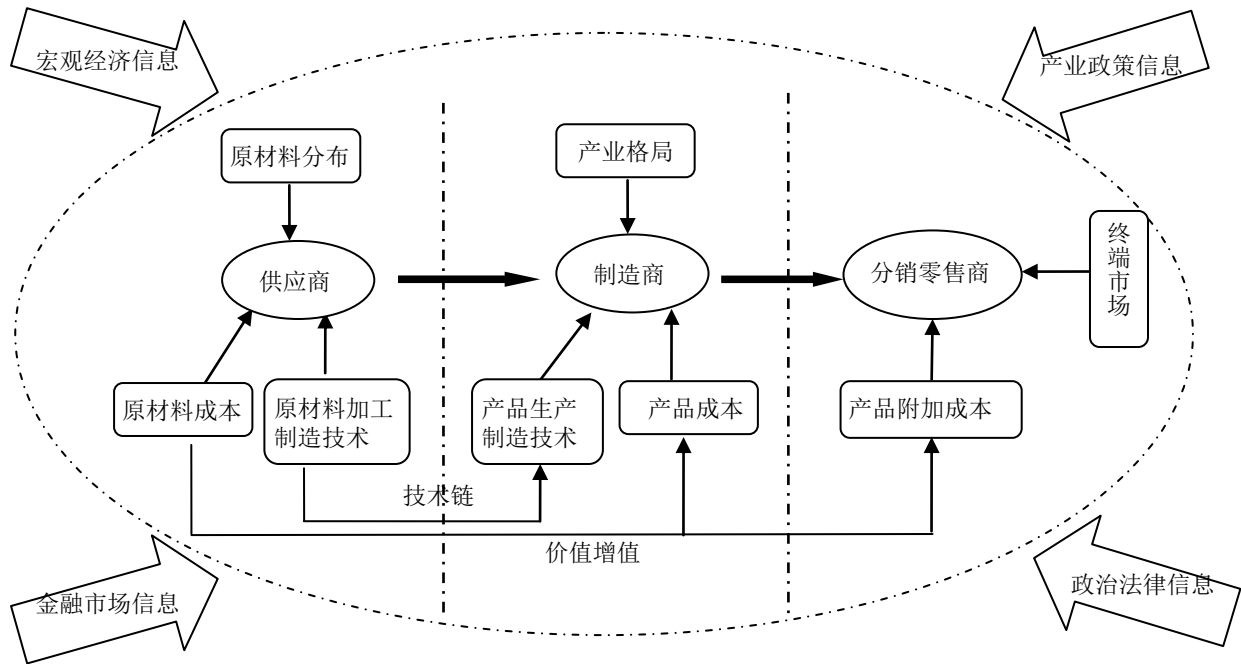 宏观经济信息
产业政策信息
原材料分布
产业格局
终
端
市
场
供应商
制造商
分销零售商
原材料成本
原材料加工
制造技术
产品生产
制造技术
产品成本
产品附加成本
技术链
价值增值
金融市场信息
政治法律信息